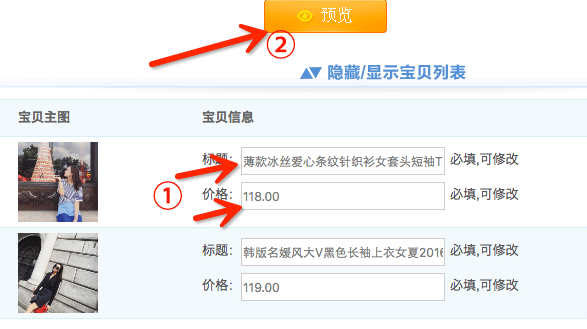 预览
②
隐藏/显示宝贝列表
宝贝主图 宝贝信息
标题： 薄款冰丝爱心条纹针织衫女套头短袖T 必填,可修改
①
价格： 118.00 必填,可修改
标题： 韩版名媛风大V黑色长袖上衣女夏2016 必填,可修改
价格： 119.00 必填,可修改